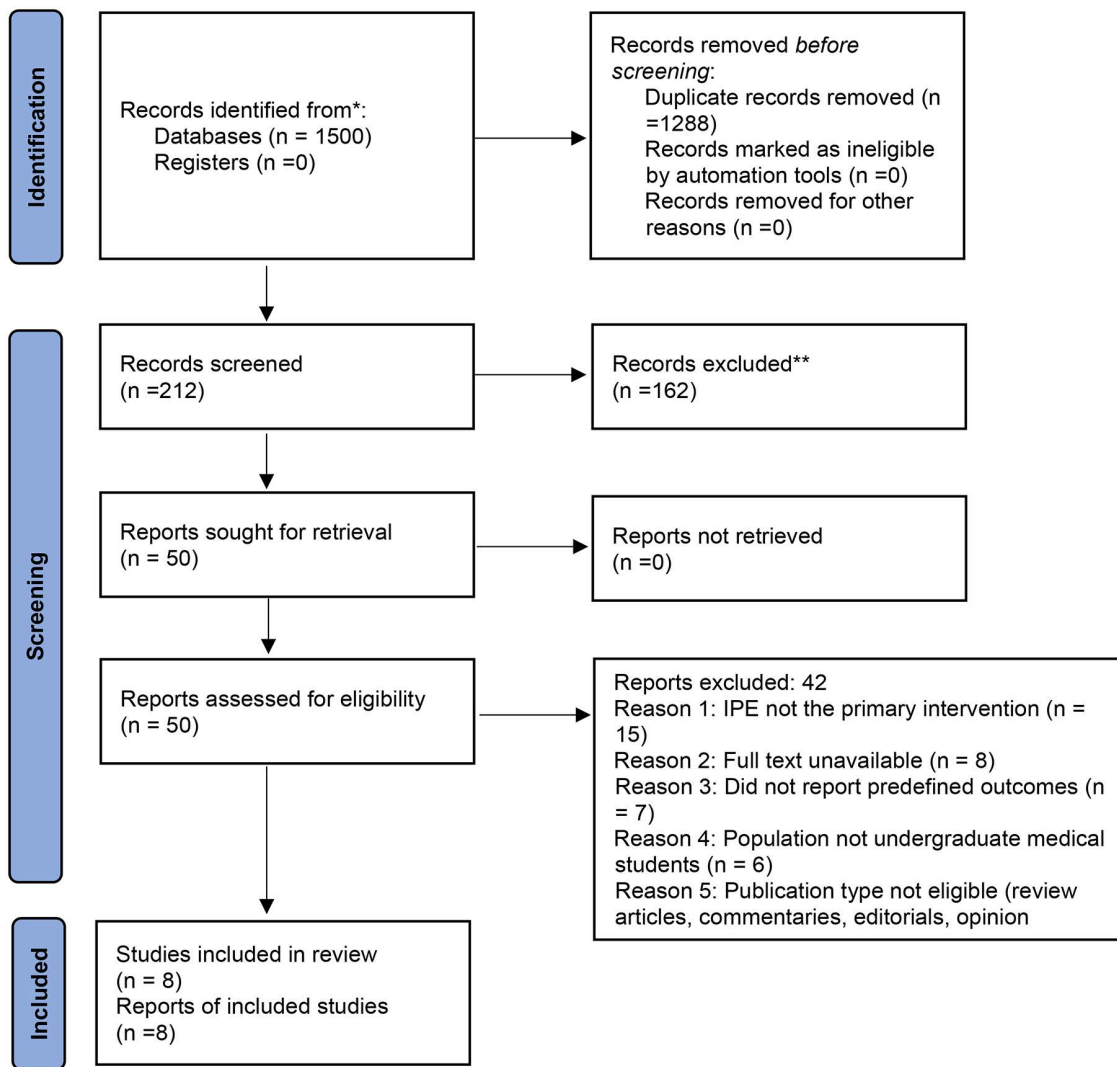 Identification
Records identified from*:
Databases (n = 1500)
Registers (n =0)
Records removed before
screening:
Duplicate records removed (n
=1288)
Records marked as ineligible
by automation tools (n =0)
Records removed for other
reasons (n =0)
Screening
Records screened
(n =212)
Records excluded**
(n =162)
Reports sought for retrieval
(n = 50)
Reports not retrieved
(n =0)
Reports assessed for eligibility
(n = 50)
Reports excluded: 42
Reason 1: IPE not the primary intervention (n =
15)
Reason 2: Full text unavailable (n = 8)
Reason 3: Did not report predefined outcomes (n
= 7)
Reason 4: Population not undergraduate medical
students (n = 6)
Reason 5: Publication type not eligible (review
articles, commentaries, editorials, opinion
Included
Studies included in review
(n = 8)
Reports of included studies
(n =8)